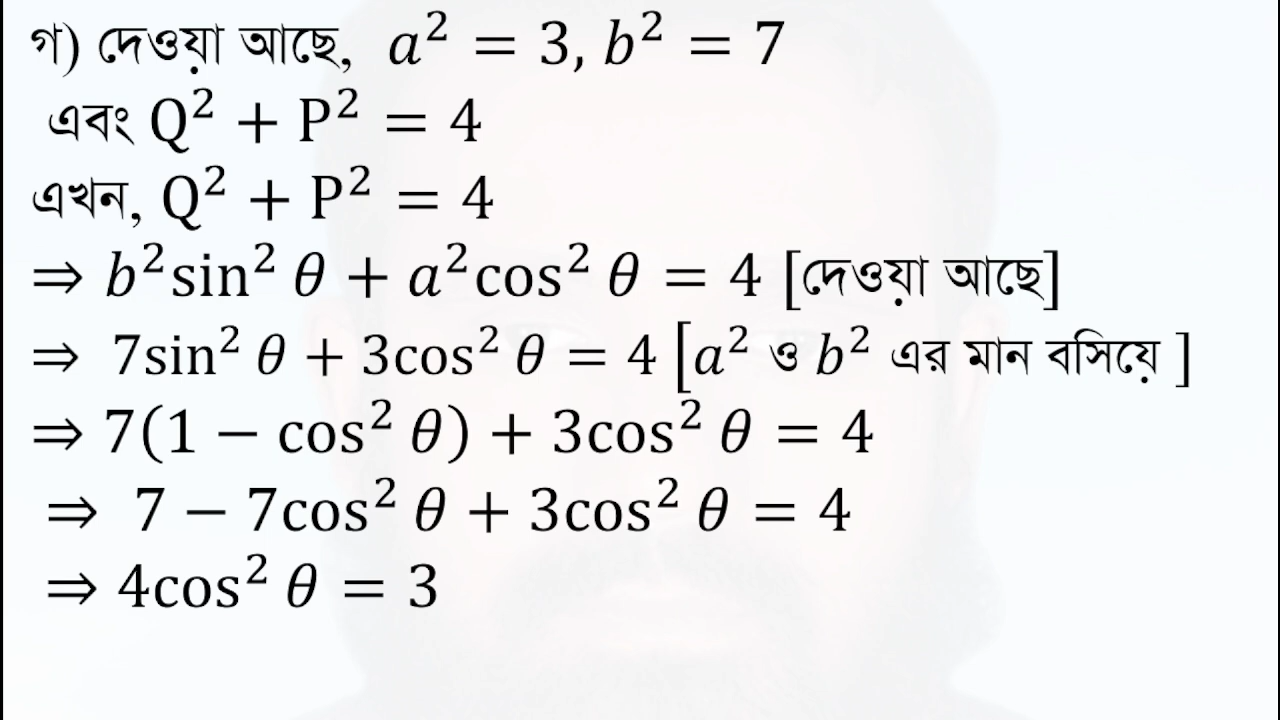 গ) দেওয়া আছে, a² = 3, b² = 7
এবং Q² + P² = 4
এখন, Q² + P² = 4
⇒ b²sin² θ + a²cos² θ = 4 [দেওয়া আছে]
⇒ 7sin² θ + 3cos² θ = 4 [a² ও b² এর মান বসিয়ে ]
⇒ 7(1 − cos² θ) + 3cos² θ = 4
⇒ 7 − 7cos² θ + 3cos² θ = 4
⇒ 4cos² θ = 3